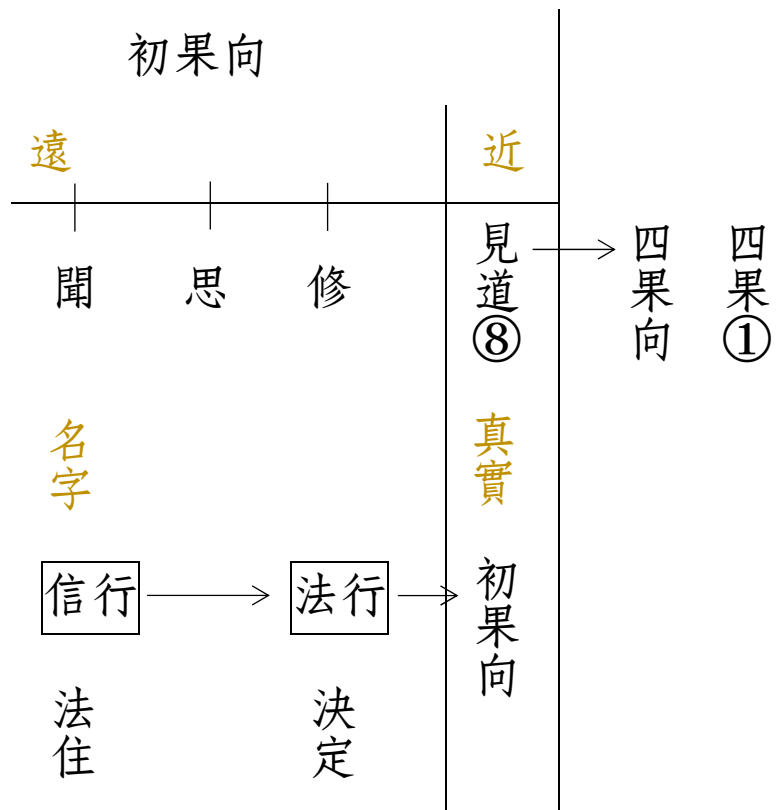 初果向
遠 近
聞 思 修 見道⑧ 四果向 四果①
名字 真實
信行 法行 初果向
法住 決定